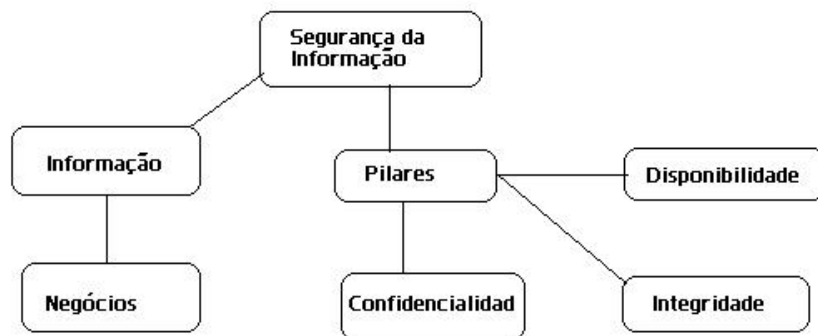 Segurança da
Informação
Informação
Pilares
Disponibilidade
Negócios
Confidencialidad
Integridade